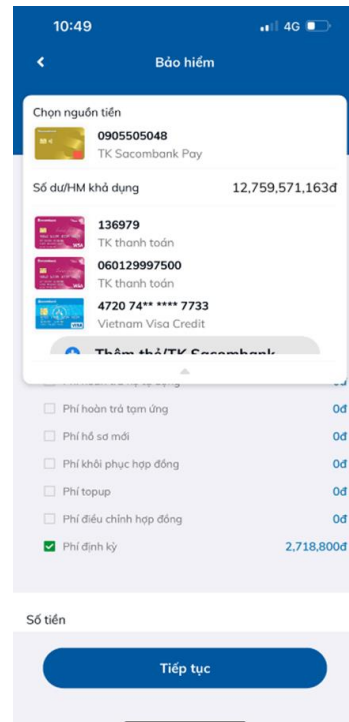 10:49
4G
Bảo hiểm
Chọn nguồn tiền
0905505048
TK Sacombank Pay
Số dư/HM khả dụng
12,759,571,163đ
136979
TK thanh toán
060129997500
TK thanh toán
4720 74** **** 7733
Vietnam Visa Credit
Thêm thẻ/TK Sacombank
Phí hoàn trả tạm ứng
0đ
Phí hồ sơ mới
0đ
Phí khôi phục hợp đồng
0đ
Phí topup
0đ
Phí điều chỉnh hợp đồng
0đ
Phí định kỳ
2,718,800đ
Số tiền
Tiếp tục